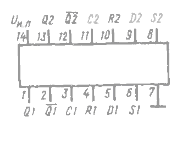 Uи.п Q2 Q̅2̅ C2 R2 D2 S2
14 13 12 11 10 9 8
1 2 3 4 5 6 7
Q1 Q̅1̅ C1 R1 D1 S1